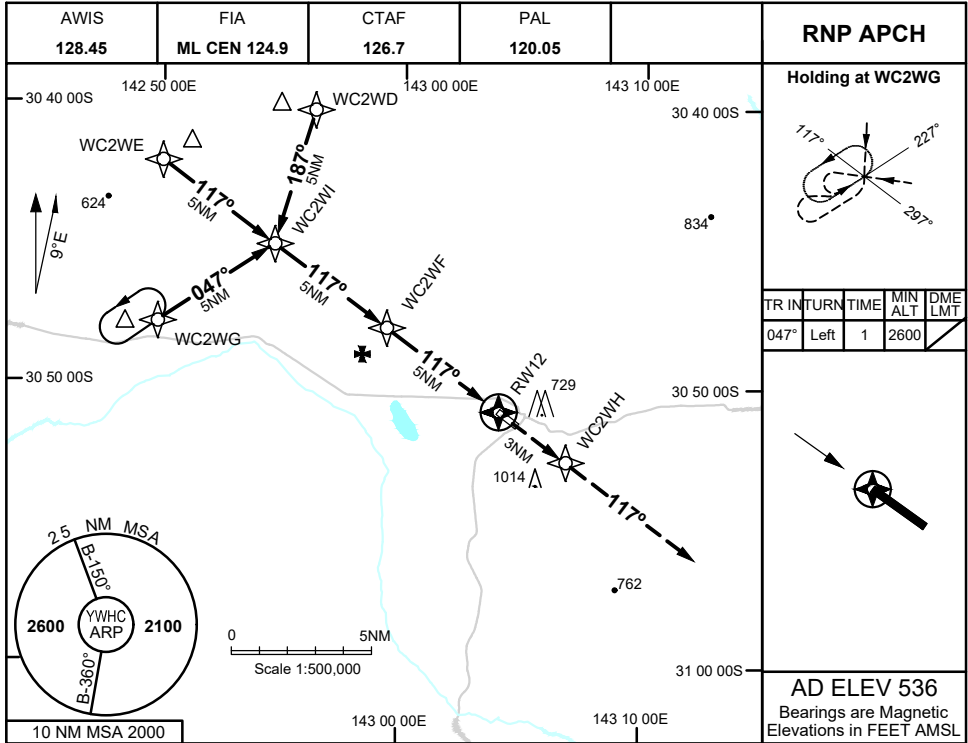 AWIS
128.45
FIA
ML CEN 124.9
CTAF
126.7
PAL
120.05
RNP APCH
142 50 00E
143 00 00E
143 10 00E
30 40 00S
30 40 00S
WC2WD
WC2WE
187°
5NM
117°
5NM
WC2WI
624
834
9°E
047°
5NM
117°
5NM
WC2WF
WC2WG
117°
5NM
RW12
729
30 50 00S
30 50 00S
WC2WH
3NM
1014
117°
762
25 NM MSA
B-150°
2600
YWHC
ARP
2100
B-360°
10 NM MSA 2000
0
5NM
Scale 1:500,000
31 00 00S
143 00 00E
143 10 00E
Holding at WC2WG
117°
227°
297°
TR IN
TURN
TIME
MIN
ALT
DME
LMT
047°
Left
1
2600
AD ELEV 536
Bearings are Magnetic
Elevations in FEET AMSL